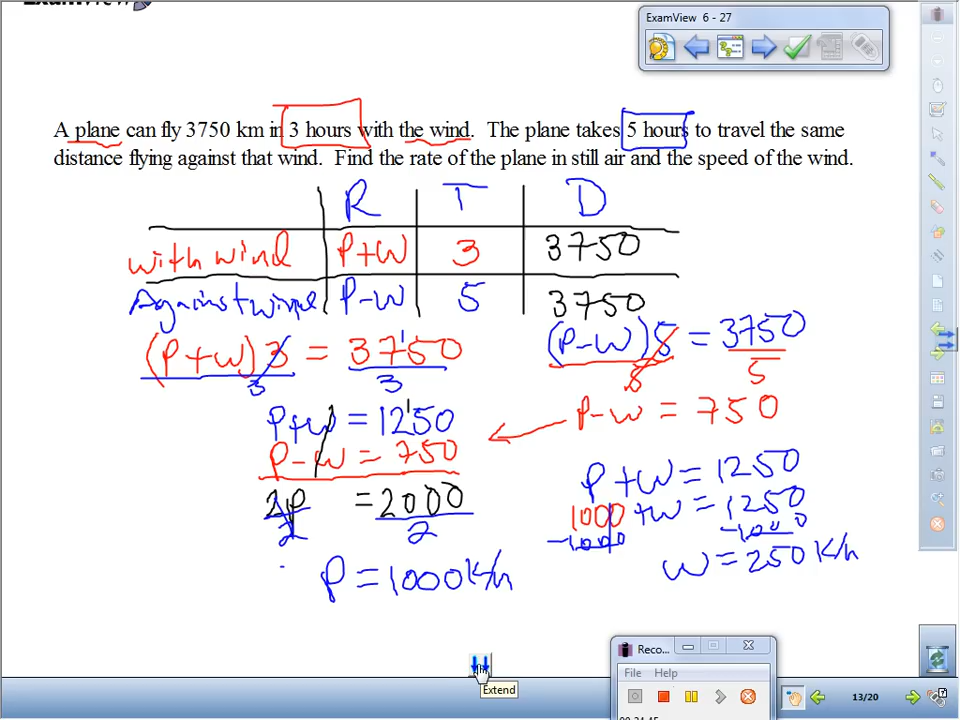 ExamView 6 - 27
A plane can fly 3750 km in 3 hours with the wind. The plane takes 5 hours to travel the same
distance flying against that wind. Find the rate of the plane in still air and the speed of the wind.
R T D
with wind P+W 3 3750
Against wind P-W 5 3750
(P+W)3 = 3750
3 3
(P-W)5 = 3750
5 5
P-W = 750
P+W = 1250
P-W = 750
2P = 2000
2 2
P = 1000 K/h
P+W = 1250
1000 +W = 1250
-1000 -1000
W = 250 K/h
Extend
Reco...
File Help
13/20